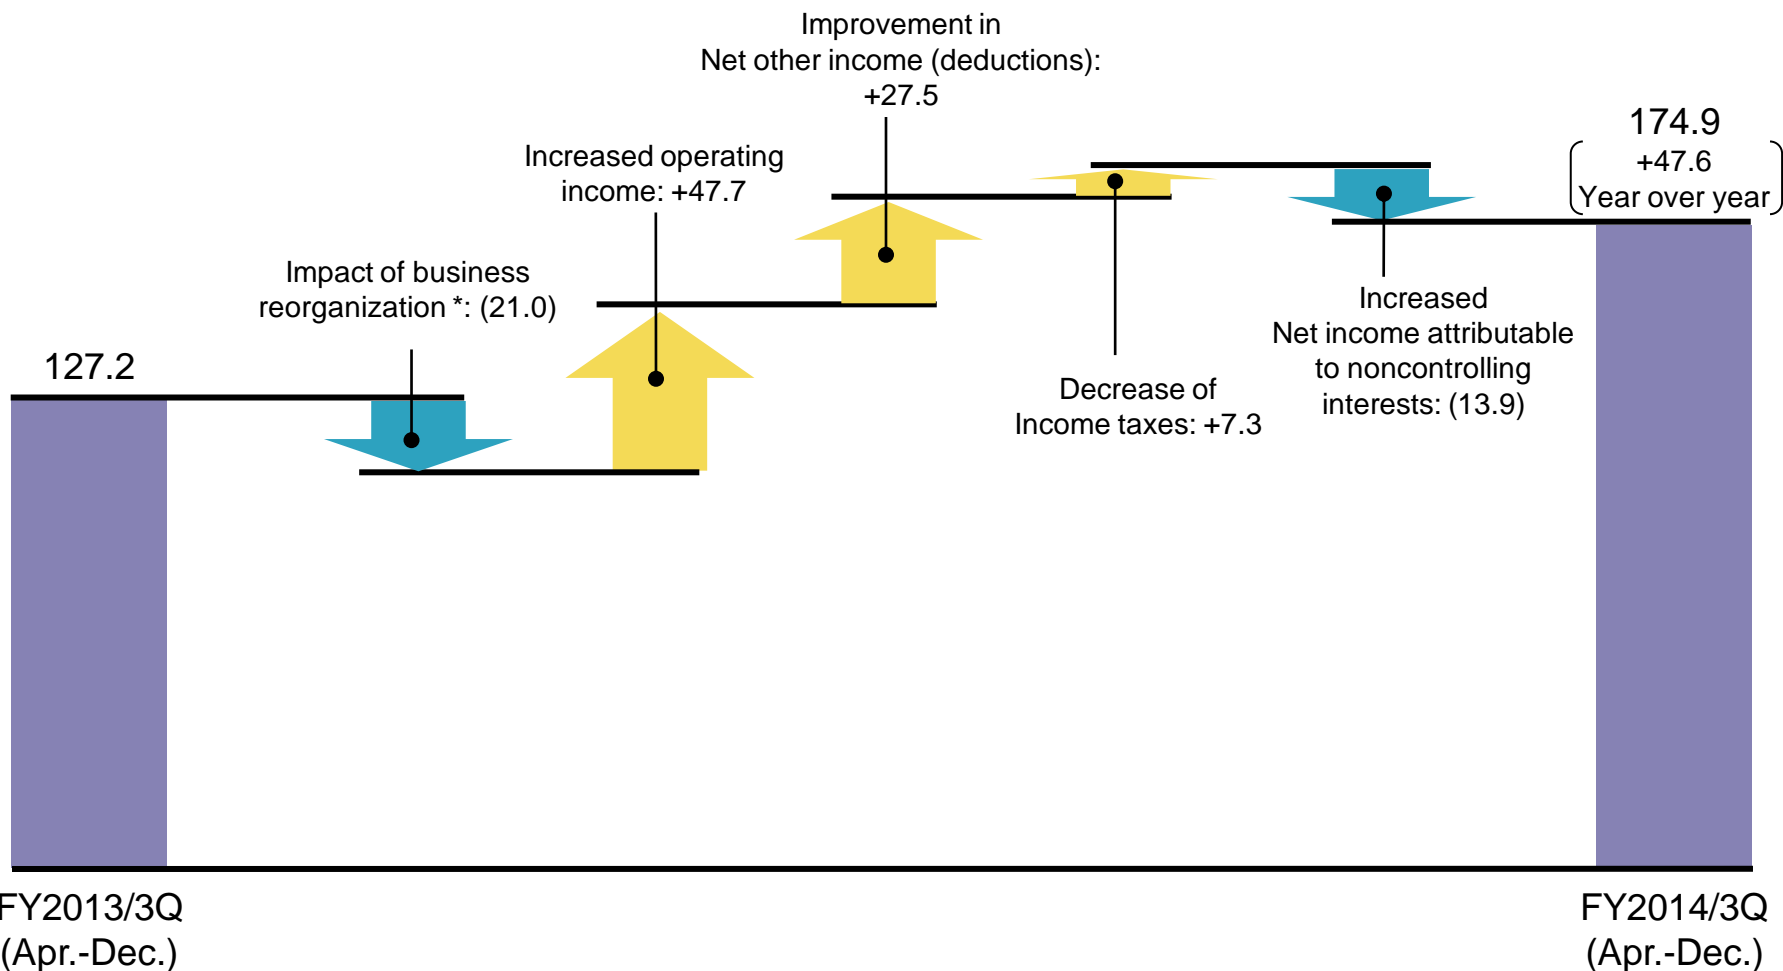 Improvement in
Net other income (deductions):
+27.5
174.9
+47.6
Year over year
Increased operating
income: +47.7
Impact of business
reorganization *: (21.0)
127.2
Increased
Net income attributable
to noncontrolling
interests: (13.9)
Decrease of
Income taxes: +7.3
FY2013/3Q
(Apr.-Dec.)
FY2014/3Q
(Apr.-Dec.)